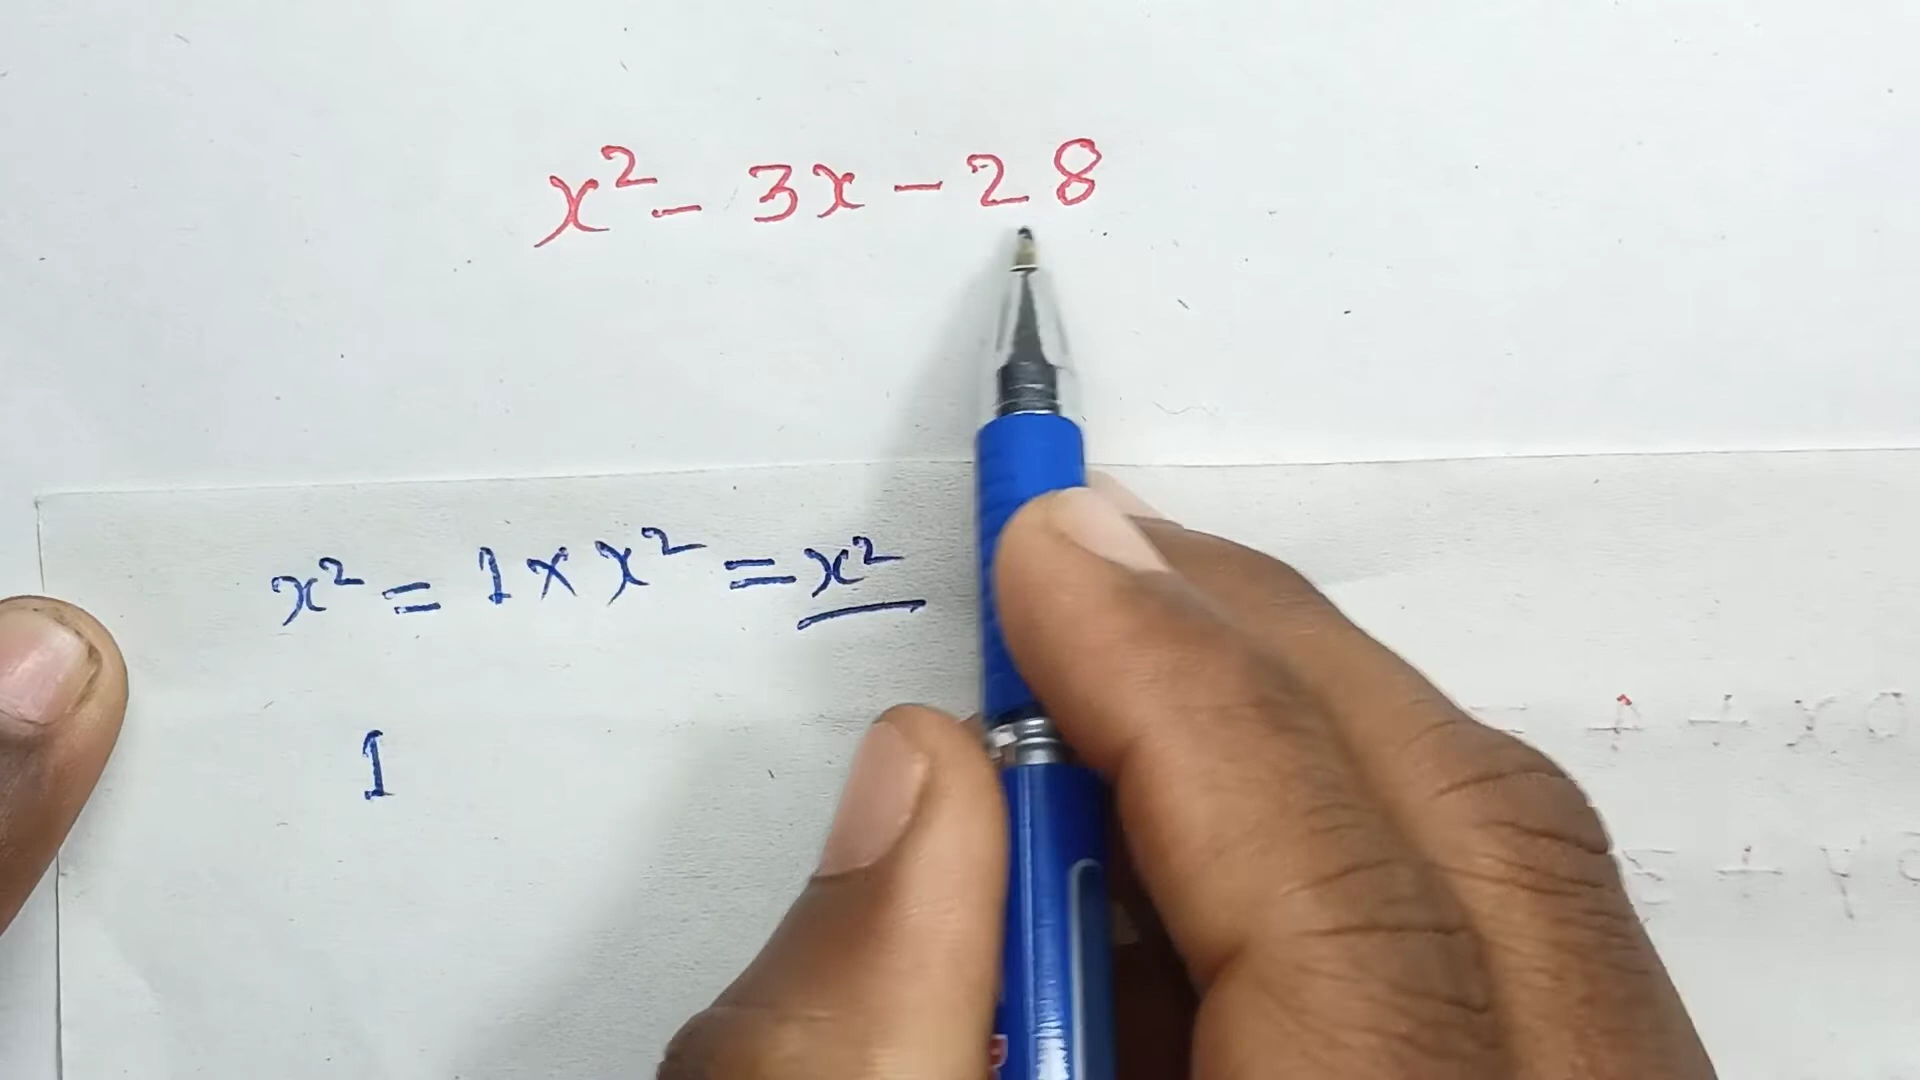 x² - 3x - 28
x² = 1 × x² = x²
1